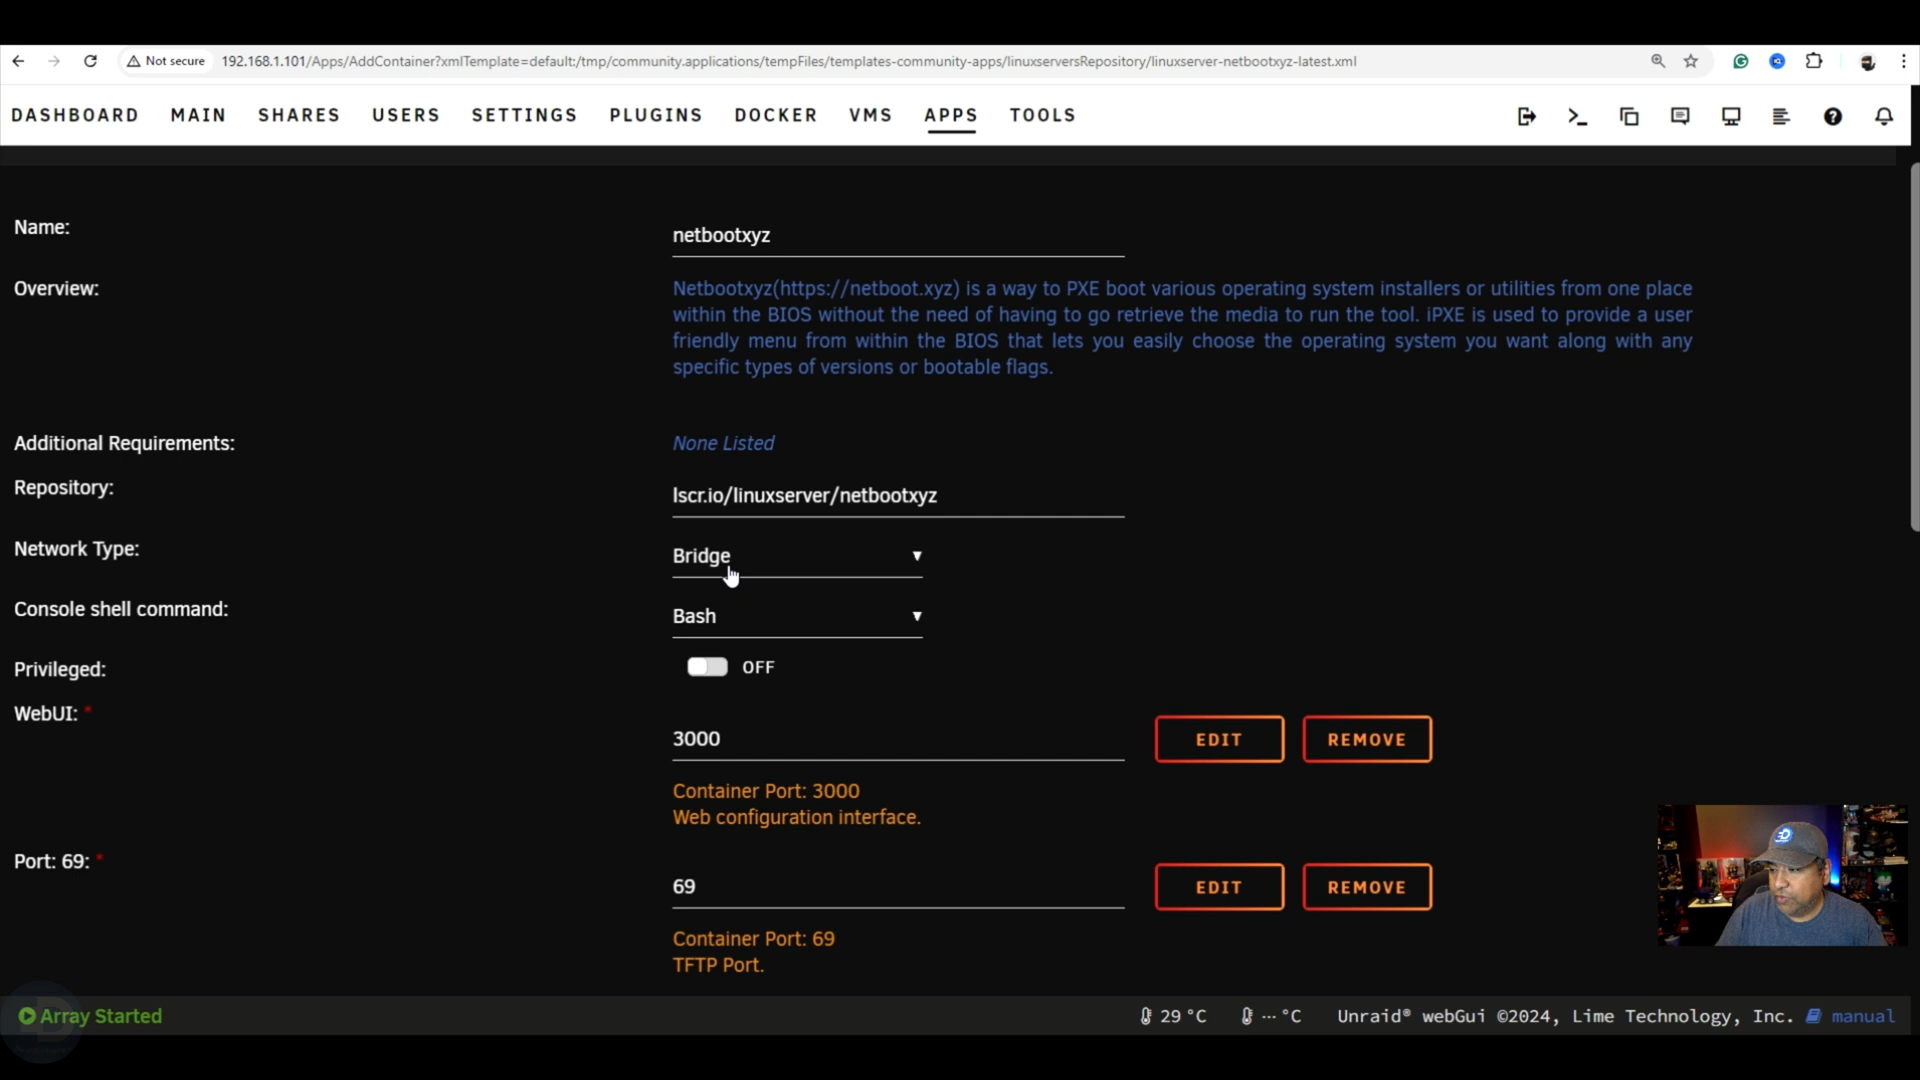 Not secure
192.168.1.101/Apps/AddContainer?xmlTemplate=default:/tmp/community.applications/tempFiles/templates-community-apps/linuxserversRepository/linuxserver-netbootxyz-latest.xml
DASHBOARD MAIN SHARES USERS SETTINGS PLUGINS DOCKER VMS APPS TOOLS
Name:
netbootxyz
Overview:
Netbootxyz(https://netboot.xyz) is a way to PXE boot various operating system installers or utilities from one place
within the BIOS without the need of having to go retrieve the media to run the tool. iPXE is used to provide a user
friendly menu from within the BIOS that lets you easily choose the operating system you want along with any
specific types of versions or bootable flags.
Additional Requirements:
None Listed
Repository:
lscr.io/linuxserver/netbootxyz
Network Type:
Bridge
Console shell command:
Bash
Privileged:
OFF
WebUI: *
3000
EDIT REMOVE
Container Port: 3000
Web configuration interface.
Port: 69: *
69
EDIT REMOVE
Container Port: 69
TFTP Port.
Array Started
29 °C --- °C Unraid® webGui ©2024, Lime Technology, Inc. manual